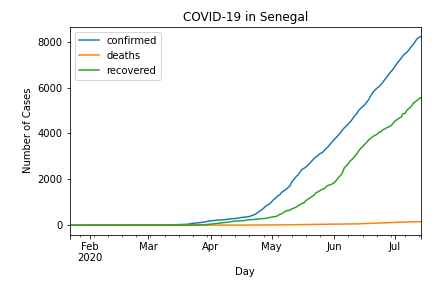 COVID-19 in Senegal
confirmed
deaths
recovered
Number of Cases
8000
6000
4000
2000
0
Feb Mar Apr May Jun Jul
2020
Day